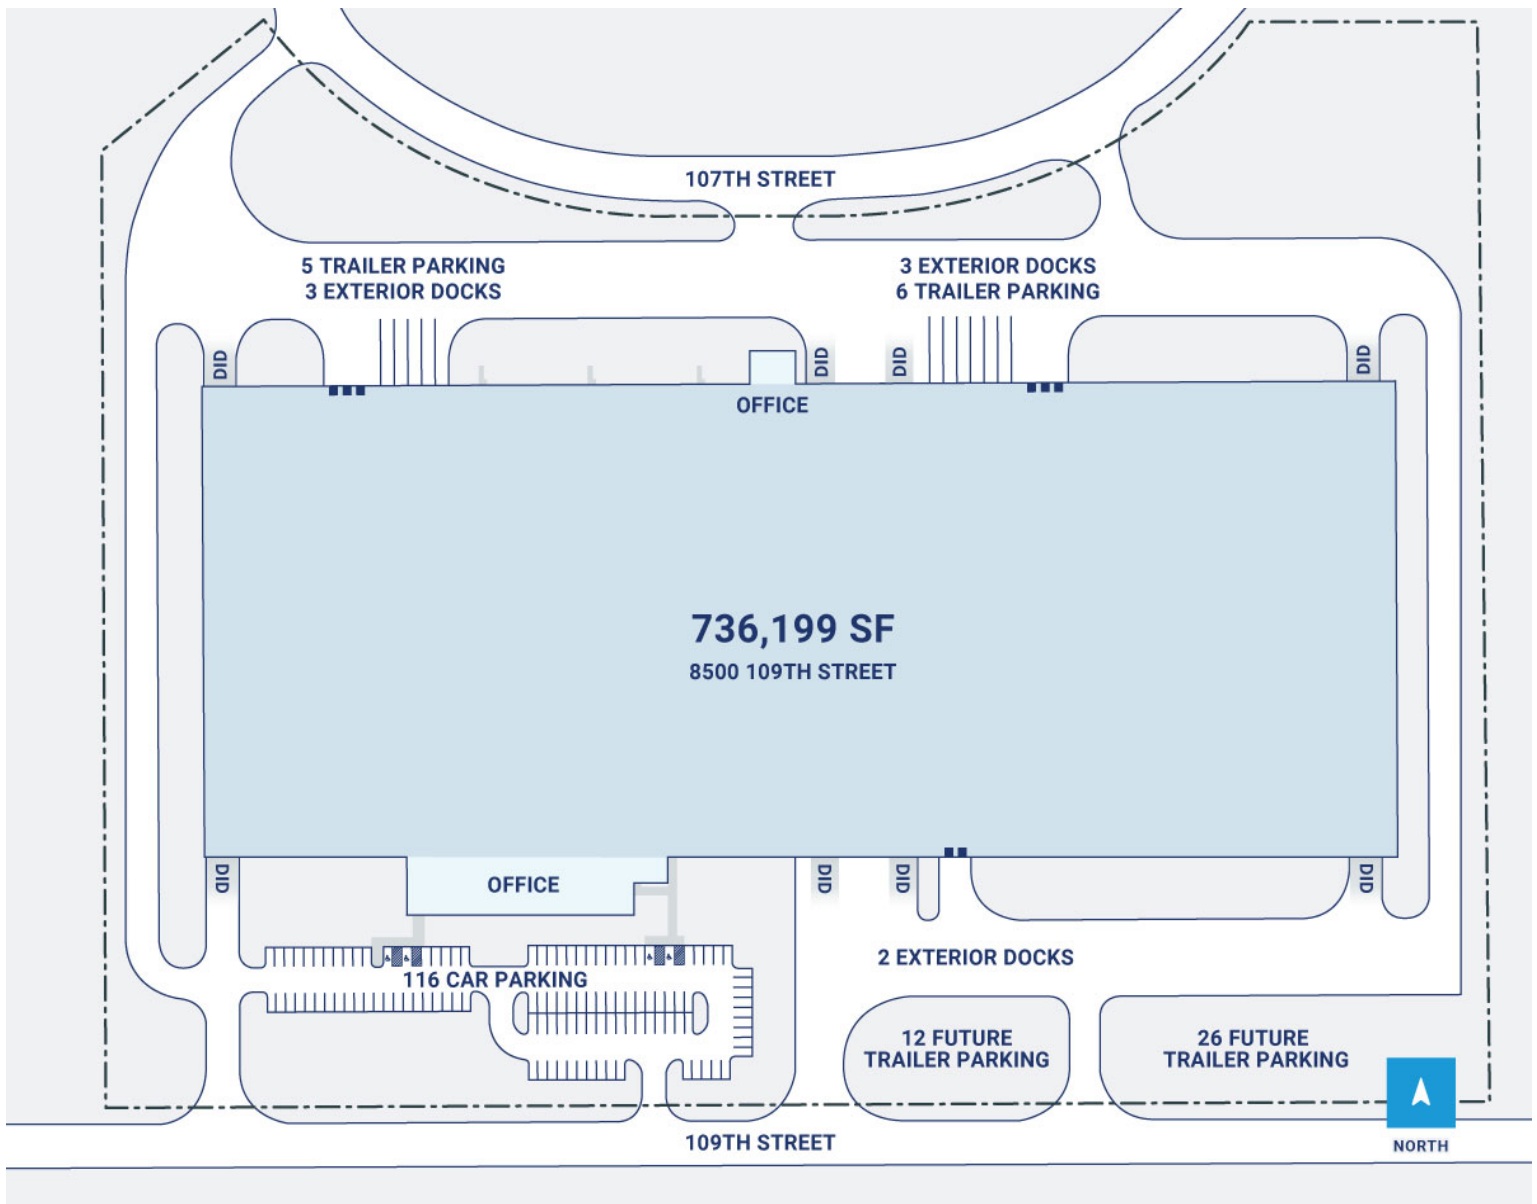 107TH STREET
5 TRAILER PARKING
3 EXTERIOR DOCKS
3 EXTERIOR DOCKS
6 TRAILER PARKING
DID
DID
DID
DID
OFFICE
736,199 SF
8500 109TH STREET
DID
OFFICE
DID
DID
DID
2 EXTERIOR DOCKS
116 CAR PARKING
12 FUTURE
TRAILER PARKING
26 FUTURE
TRAILER PARKING
109TH STREET
NORTH